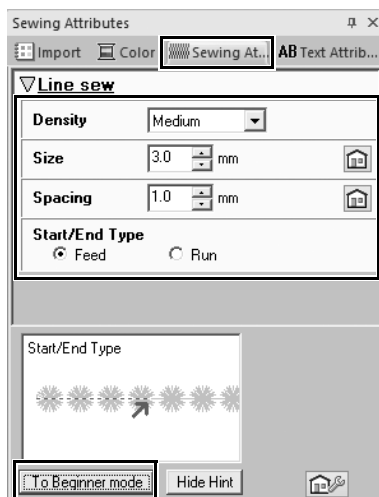 Sewing Attributes
Import Color Sewing At... AB Text Attrib...
Line sew
Density Medium
Size 3.0 mm
Spacing 1.0 mm
Start/End Type
Feed Run
Start/End Type
To Beginner mode Hide Hint